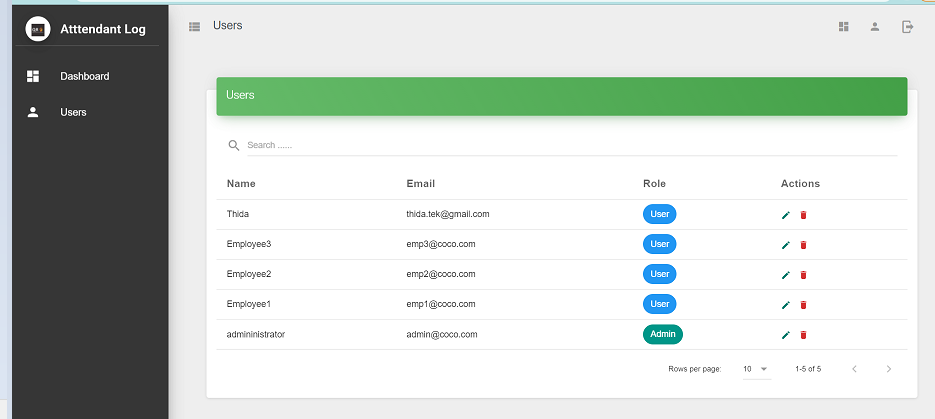 Atttendant Log
Users
Dashboard
Users
Users
Search ......
Name Email Role Actions
Thida thida.tek@gmail.com User
Employee3 emp3@coco.com User
Employee2 emp2@coco.com User
Employee1 emp1@coco.com User
admininistrator admin@coco.com Admin
Rows per page: 10 1-5 of 5